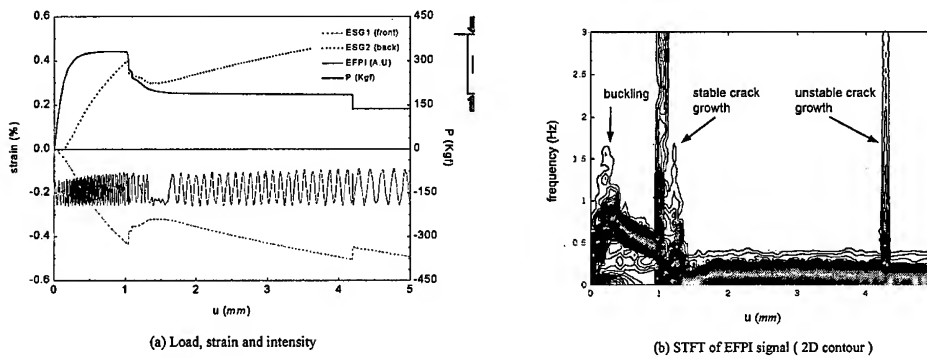 450
0.6
ESG1 (front)
ESG2 (back)
EFPI (A.U)
P (Kgf)
300
0.4
0.2
150
0.0
0
-0.2
-150
-0.4
-300
-0.6
-450
strain (%)
P (Kgf)
0 1 2 3 4 5
u (mm)
(a) Load, strain and intensity
3
2.5
2
1.5
1
0.5
0
frequency (Hz)
buckling
stable crack
growth
unstable crack
growth
0 1 2 3 4
u (mm)
(b) STFT of EFPI signal ( 2D contour )